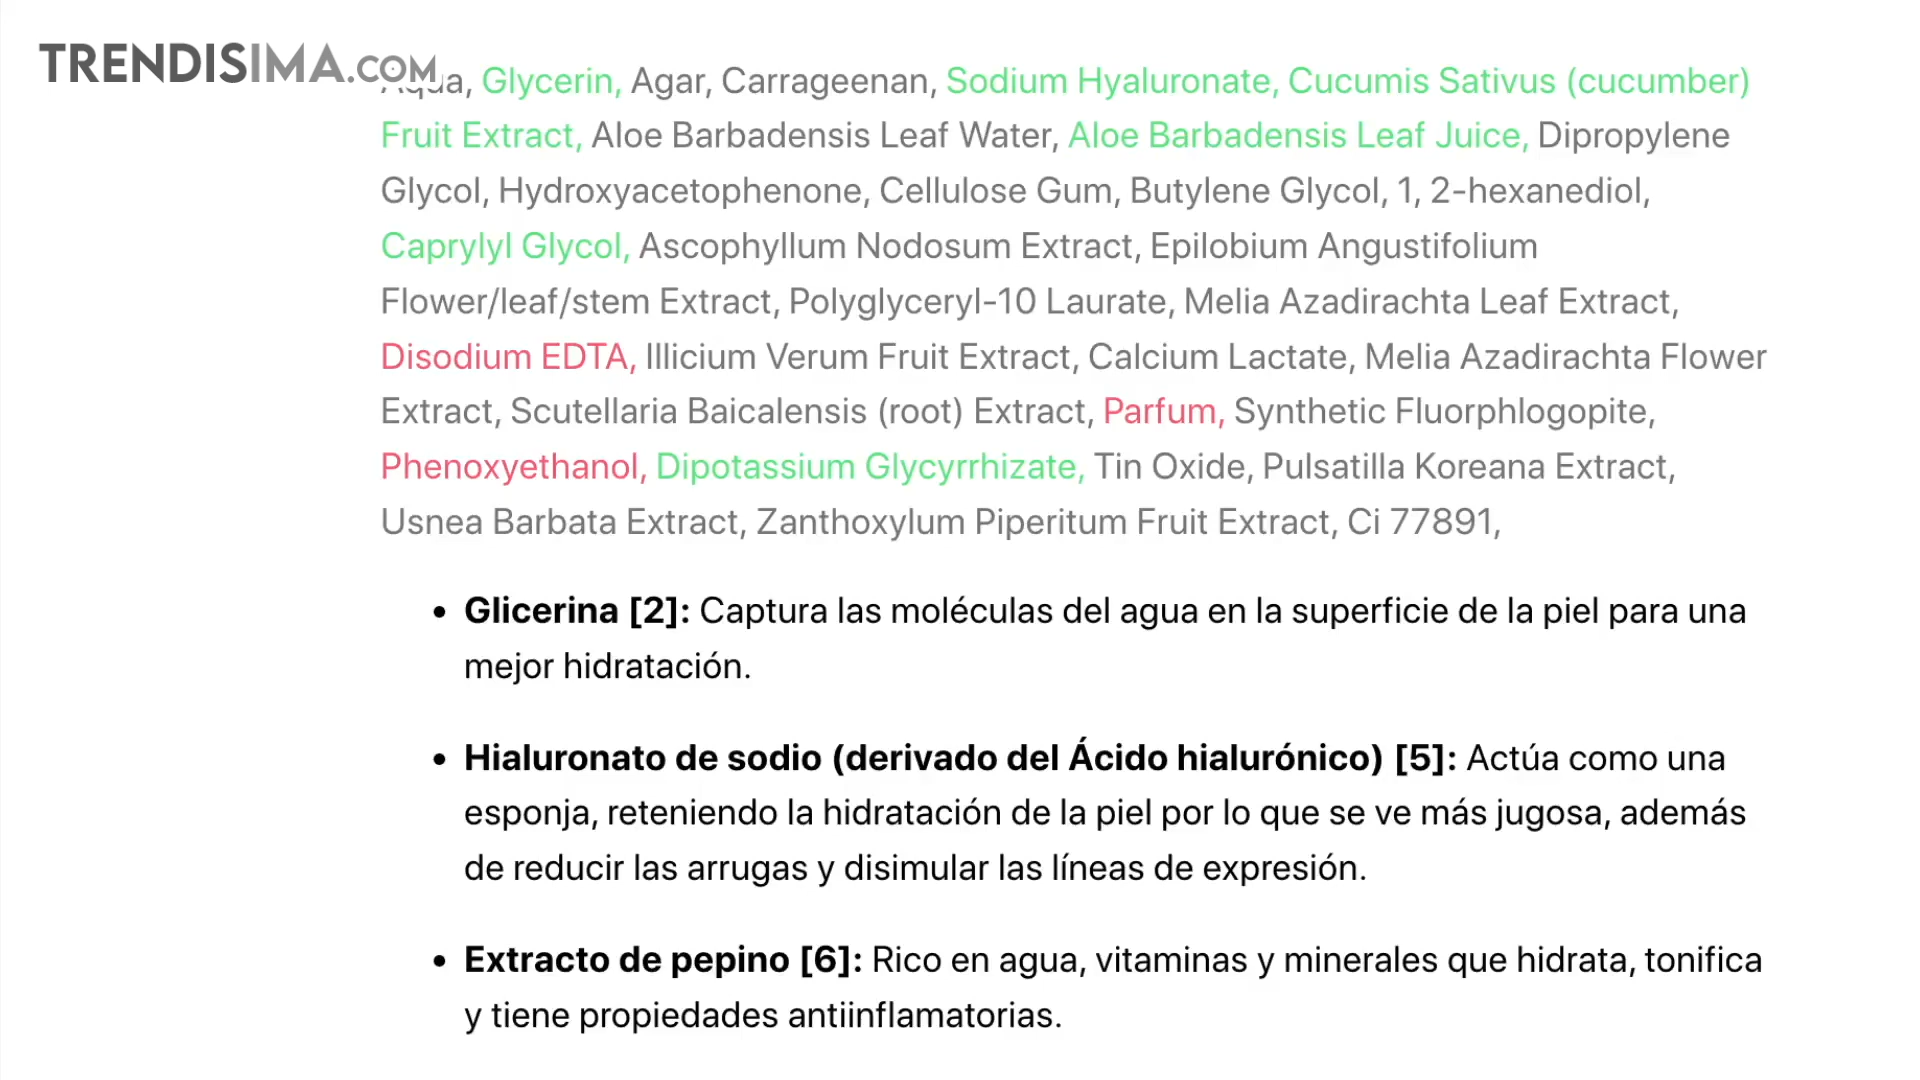 TRENDISIMA.COM
Aqua, Glycerin, Agar, Carrageenan, Sodium Hyaluronate, Cucumis Sativus (cucumber)
Fruit Extract, Aloe Barbadensis Leaf Water, Aloe Barbadensis Leaf Juice, Dipropylene
Glycol, Hydroxyacetophenone, Cellulose Gum, Butylene Glycol, 1, 2-hexanediol,
Caprylyl Glycol, Ascophyllum Nodosum Extract, Epilobium Angustifolium
Flower/leaf/stem Extract, Polyglyceryl-10 Laurate, Melia Azadirachta Leaf Extract,
Disodium EDTA, Illicium Verum Fruit Extract, Calcium Lactate, Melia Azadirachta Flower
Extract, Scutellaria Baicalensis (root) Extract, Parfum, Synthetic Fluorphlogopite,
Phenoxyethanol, Dipotassium Glycyrrhizate, Tin Oxide, Pulsatilla Koreana Extract,
Usnea Barbata Extract, Zanthoxylum Piperitum Fruit Extract, Ci 77891,
• Glicerina [2]: Captura las moléculas del agua en la superficie de la piel para una
mejor hidratación.
• Hialuronato de sodio (derivado del Ácido hialurónico) [5]: Actúa como una
esponja, reteniendo la hidratación de la piel por lo que se ve más jugosa, además
de reducir las arrugas y disimular las líneas de expresión.
• Extracto de pepino [6]: Rico en agua, vitaminas y minerales que hidrata, tonifica
y tiene propiedades antiinflamatorias.